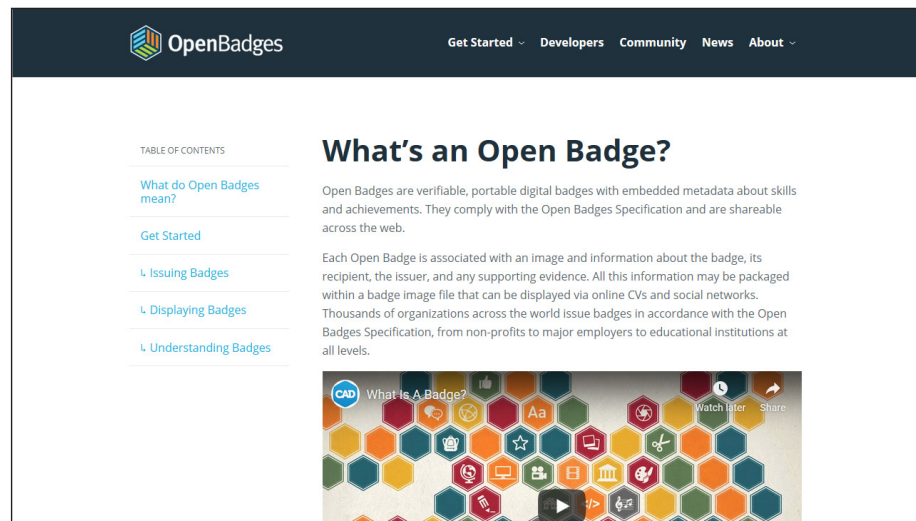 OpenBadges
Get Started Developers Community News About
TABLE OF CONTENTS
What do Open Badges
mean?
Get Started
↳ Issuing Badges
↳ Displaying Badges
↳ Understanding Badges
What's an Open Badge?
Open Badges are verifiable, portable digital badges with embedded metadata about skills
and achievements. They comply with the Open Badges Specification and are shareable
across the web.
Each Open Badge is associated with an image and information about the badge, its
recipient, the issuer, and any supporting evidence. All this information may be packaged
within a badge image file that can be displayed via online CVs and social networks.
Thousands of organizations across the world issue badges in accordance with the Open
Badges Specification, from non-profits to major employers to educational institutions at
all levels.
CAD What Is A Badge?
Watch later Share
Aa
</>